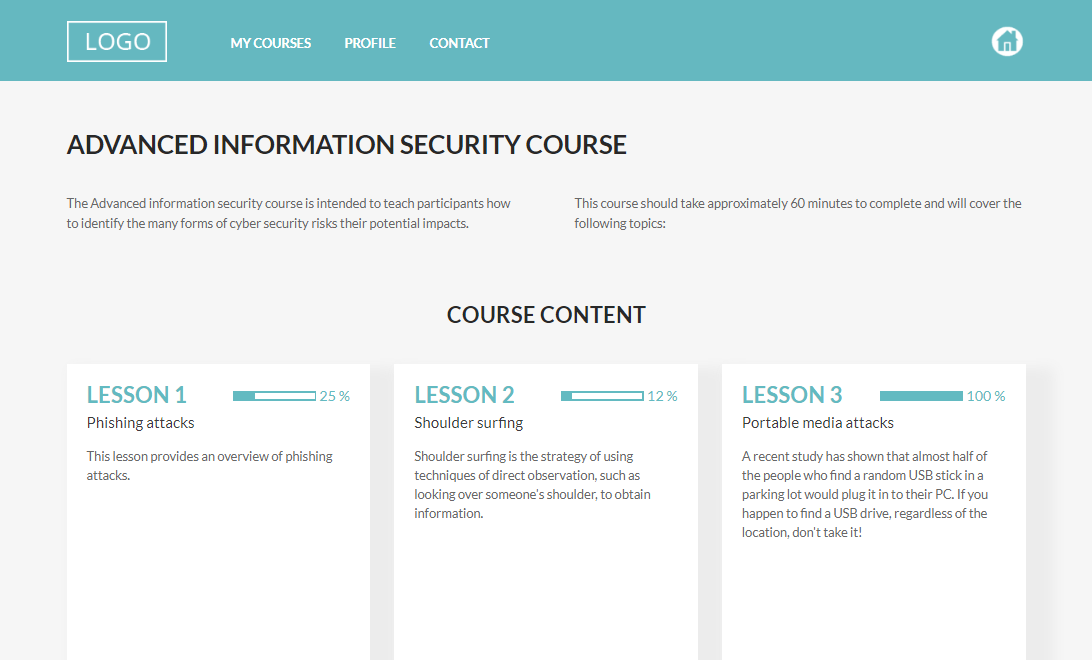 LOGO
MY COURSES PROFILE CONTACT
ADVANCED INFORMATION SECURITY COURSE
The Advanced information security course is intended to teach participants how
to identify the many forms of cyber security risks their potential impacts.
This course should take approximately 60 minutes to complete and will cover the
following topics:
COURSE CONTENT
LESSON 1 25 %
Phishing attacks
This lesson provides an overview of phishing
attacks.
LESSON 2 12 %
Shoulder surfing
Shoulder surfing is the strategy of using
techniques of direct observation, such as
looking over someone's shoulder, to obtain
information.
LESSON 3 100 %
Portable media attacks
A recent study has shown that almost half of
the people who find a random USB stick in a
parking lot would plug it in to their PC. If you
happen to find a USB drive, regardless of the
location, don't take it!